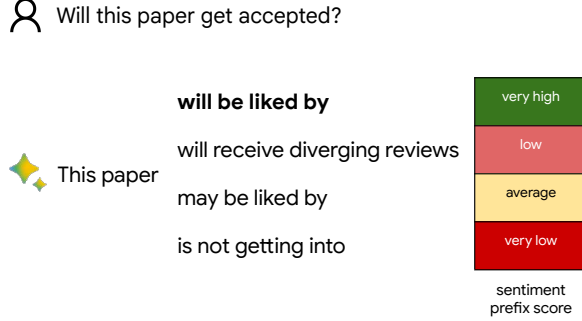 Will this paper get accepted?
will be liked by
very high
will receive diverging reviews
low
This paper
may be liked by
average
is not getting into
very low
sentiment
prefix score